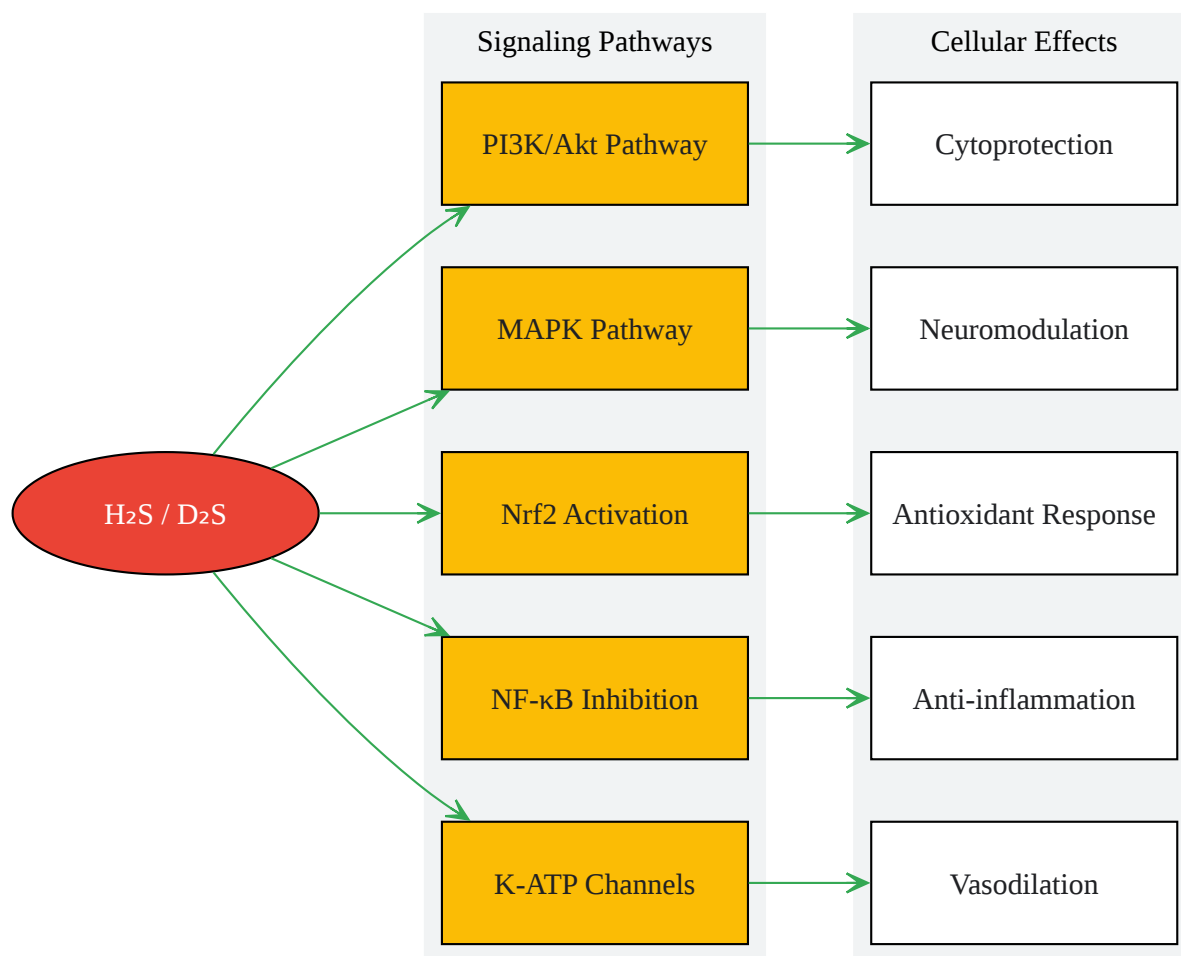 Signaling Pathways
Cellular Effects
PI3K/Akt Pathway
Cytoprotection
MAPK Pathway
Neuromodulation
H₂S / D₂S
Nrf2 Activation
Antioxidant Response
NF-κB Inhibition
Anti-inflammation
K-ATP Channels
Vasodilation